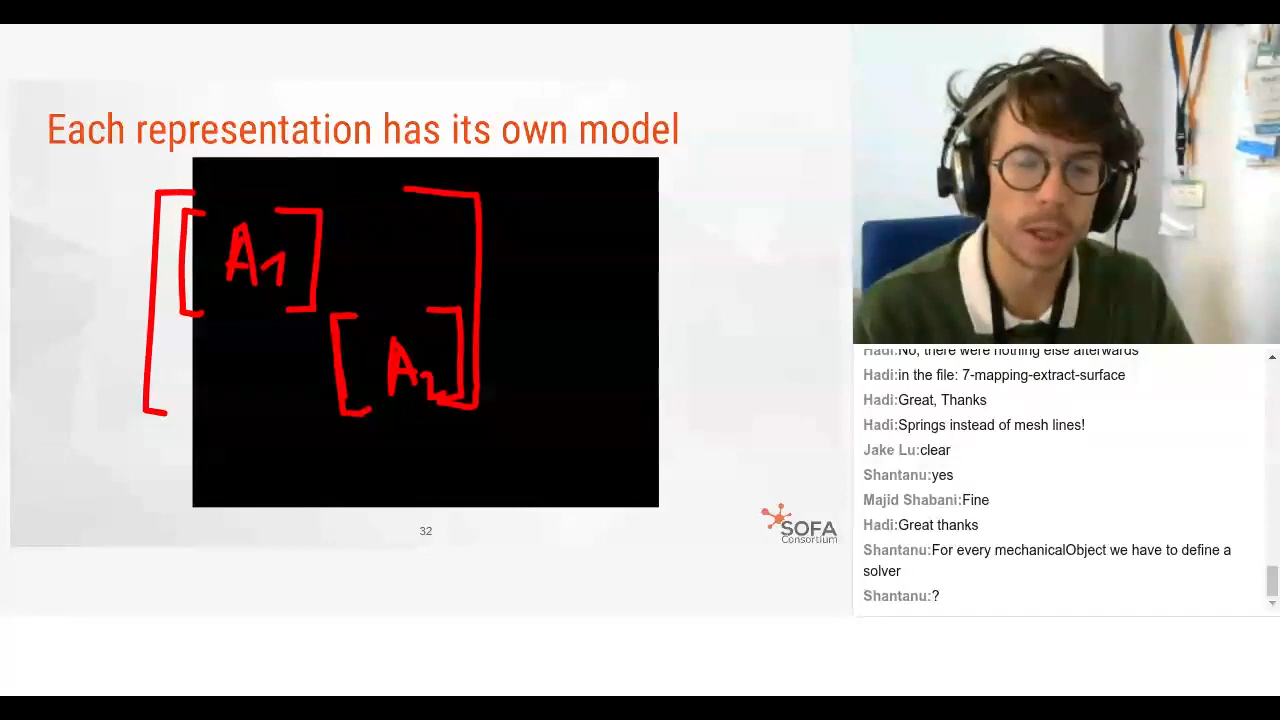 Each representation has its own model
A1
A2
32
SOFA
Consortium
Hadi:No, there were nothing else afterwards
Hadi:in the file: 7-mapping-extract-surface
Hadi:Great, Thanks
Hadi:Springs instead of mesh lines!
Jake Lu:clear
Shantanu:yes
Majid Shabani:Fine
Hadi:Great thanks
Shantanu:For every mechanicalObject we have to define a
solver
Shantanu:?